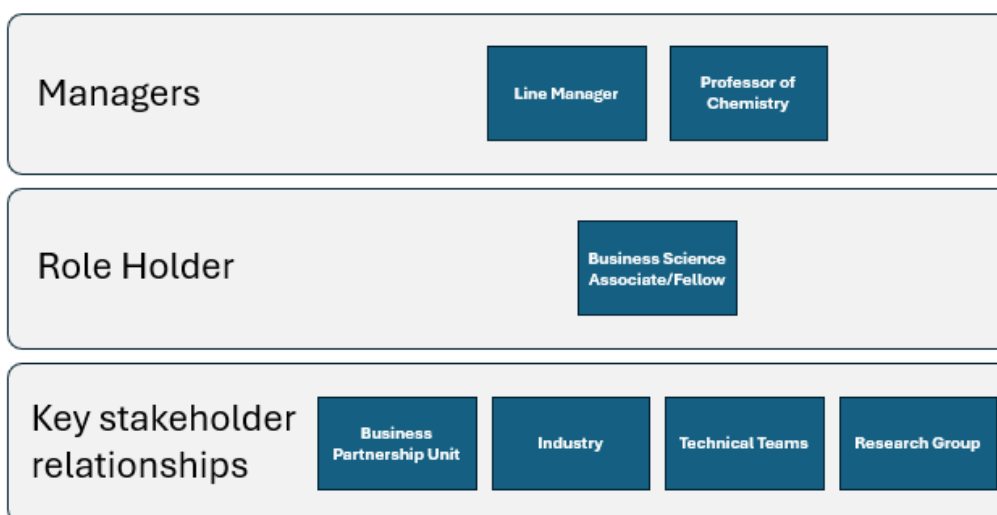 Managers
Line Manager
Professor of
Chemistry
Role Holder
Business Science
Associate/Fellow
Key stakeholder
relationships
Business
Partnership Unit
Industry
Technical Teams
Research Group